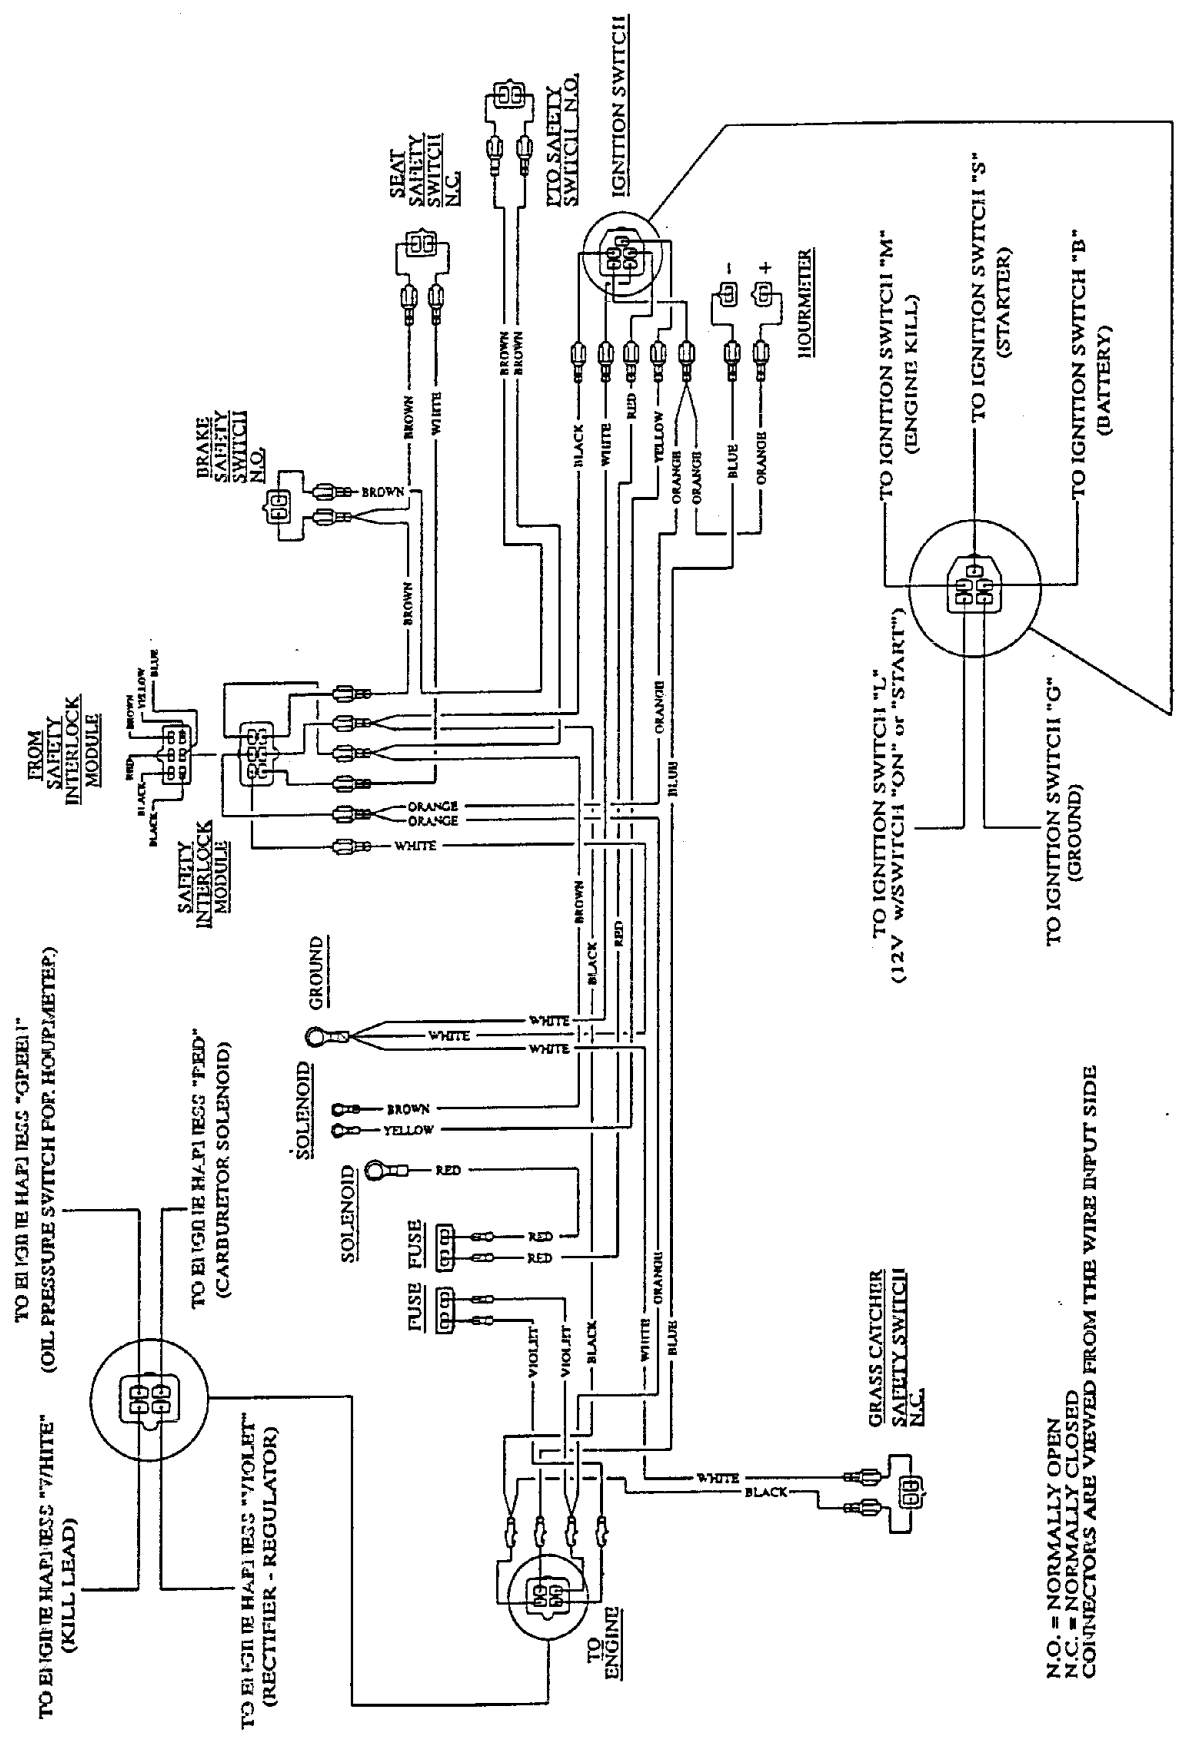 TO ENGINE HARNESS "GREEN"
(OIL PRESSURE SWITCH FOR HOURMETER)
TO ENGINE HARNESS "RED"
(CARBURETOR SOLENOID)
TO ENGINE HARNESS "WHITE"
(KILL LEAD)
TO ENGINE HARNESS "VIOLET"
(RECTIFIER - REGULATOR)
FROM
SAFETY
INTERLOCK
MODULE
BLACK
BLACK
RED
BROWN
YELLOW
BLUE
SAFETY
INTERLOCK
MODULE
BRAKE
SAFETY
SWITCH
N.O.
SEAT
SAFETY
SWITCH
N.C.
PTO SAFETY
SWITCH N.O.
IGNITION SWITCH
HOURMETER
-
+
BROWN
BROWN
BROWN
WHITE
BROWN
BROWN
BLACK
WHITE
RED
YELLOW
ORANGE
ORANGE
BLUE
ORANGE
ORANGE
BLUE
ORANGE
ORANGE
WHITE
BROWN
BLACK
RED
GROUND
WHITE
WHITE
WHITE
SOLENOID
BROWN
YELLOW
SOLENOID
RED
FUSE
RED
RED
FUSE
VIOLET
VIOLET
BLACK
WHITE
ORANGE
BLUE
WHITE
BLACK
TO
ENGINE
GRASS CATCHER
SAFETY SWITCH
N.C.
TO IGNITION SWITCH "M"
(ENGINE KILL)
TO IGNITION SWITCH "S"
(STARTER)
TO IGNITION SWITCH "B"
(BATTERY)
TO IGNITION SWITCH "L"
(12V w/SWITCH "ON" or "START")
TO IGNITION SWITCH "G"
(GROUND)
N.O. = NORMALLY OPEN
N.C. = NORMALLY CLOSED
CONNECTORS ARE VIEWED FROM THE WIRE INPUT SIDE